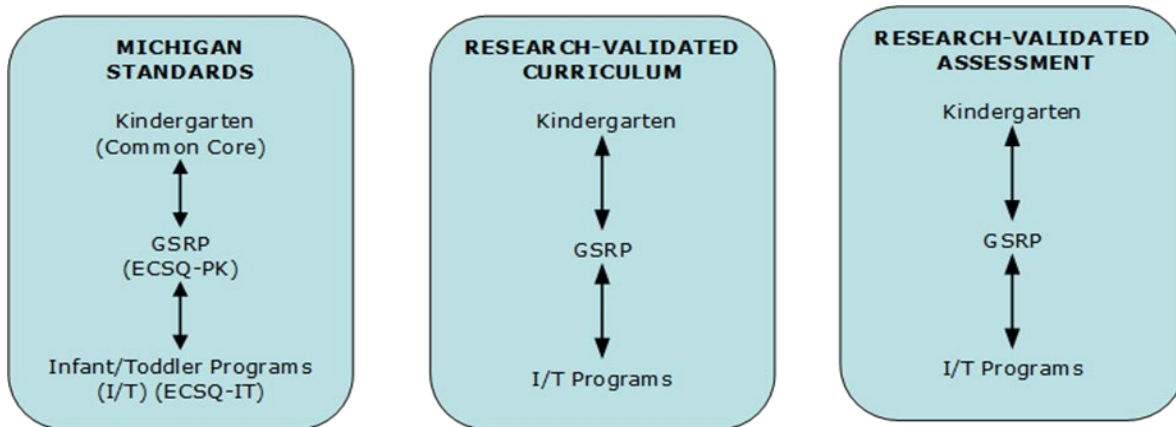 MICHIGAN
STANDARDS
Kindergarten
(Common Core)
GSRP
(ECSQ-PK)
Infant/Toddler Programs
(I/T) (ECSQ-IT)
RESEARCH-VALIDATED
CURRICULUM
Kindergarten
GSRP
I/T Programs
RESEARCH-VALIDATED
ASSESSMENT
Kindergarten
GSRP
I/T Programs